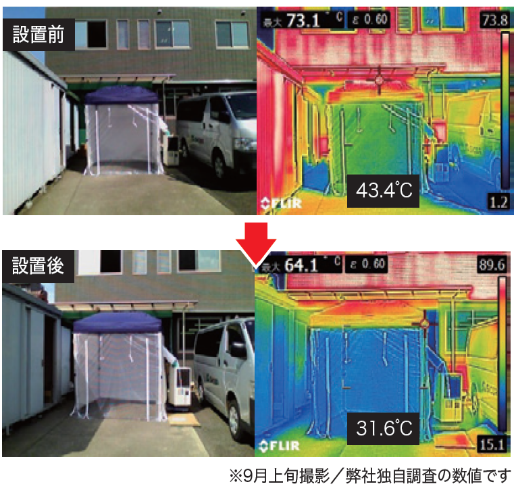 設置前
最大 73.1 ℃ ε 0.60 73.8
43.4℃
FLIR 1.2
設置後
最大 64.1 ℃ ε 0.60 89.6
31.6℃
FLIR 15.1
※9月上旬撮影／弊社独自調査の数値です